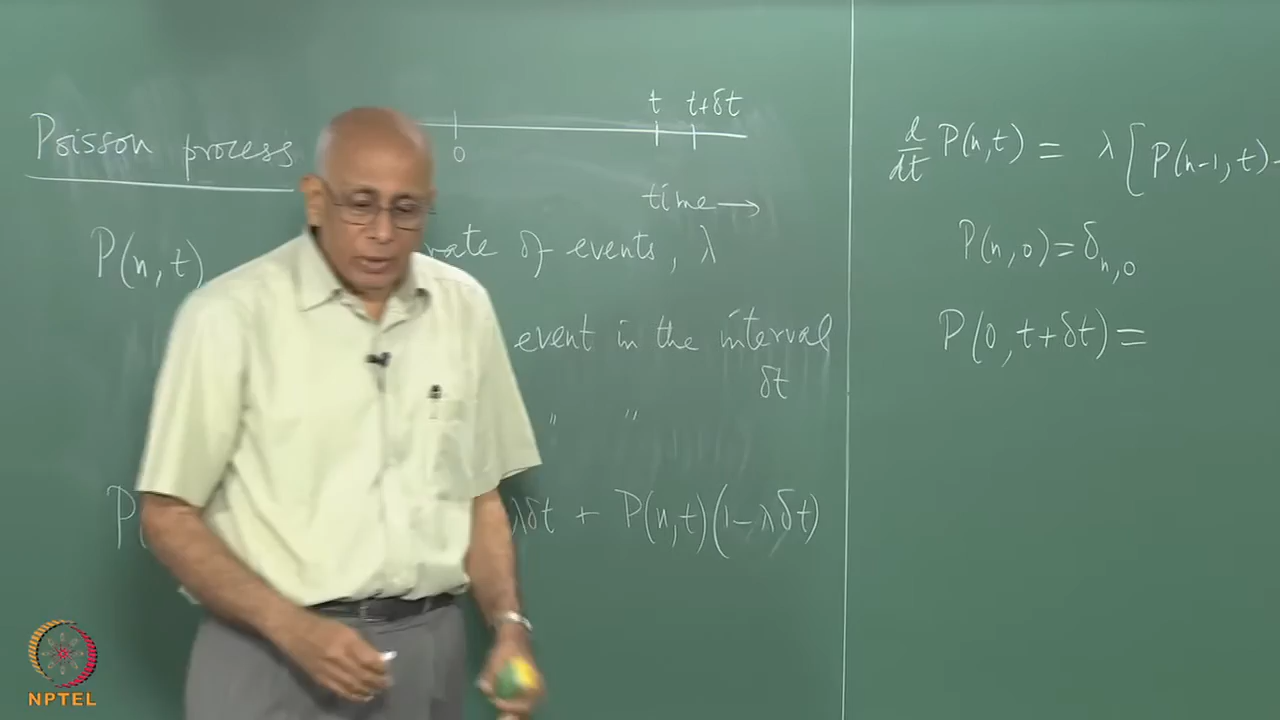 Poisson process
0 t t+δt
time →
P(n,t) rate of events, λ
event in the interval
δt
" "
P( λδt + P(n,t)(1-λδt)
d/dt P(n,t) = λ[P(n-1,t)-
P(n,0)=δ_{n,0}
P(0,t+δt)=
NPTEL